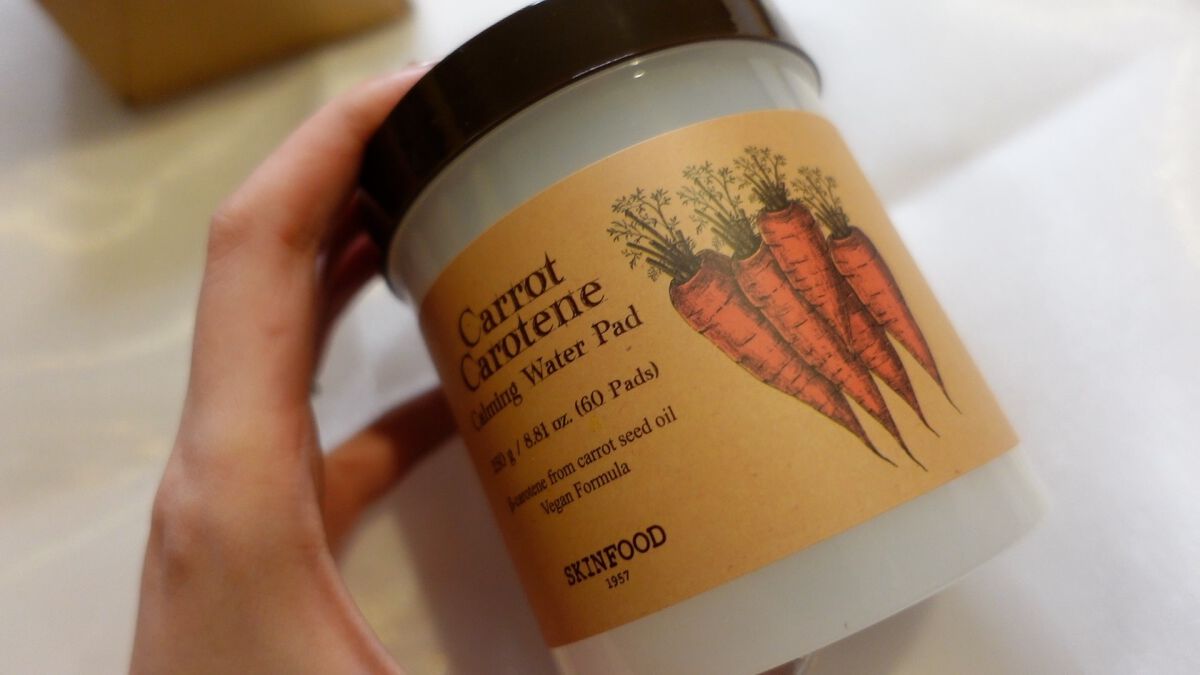 Carrot
Carotene
Calming Water Pad
250 g / 8.81 oz. (60 Pads)
β-carotene from carrot seed oil
Vegan Formula
SKINFOOD
1957